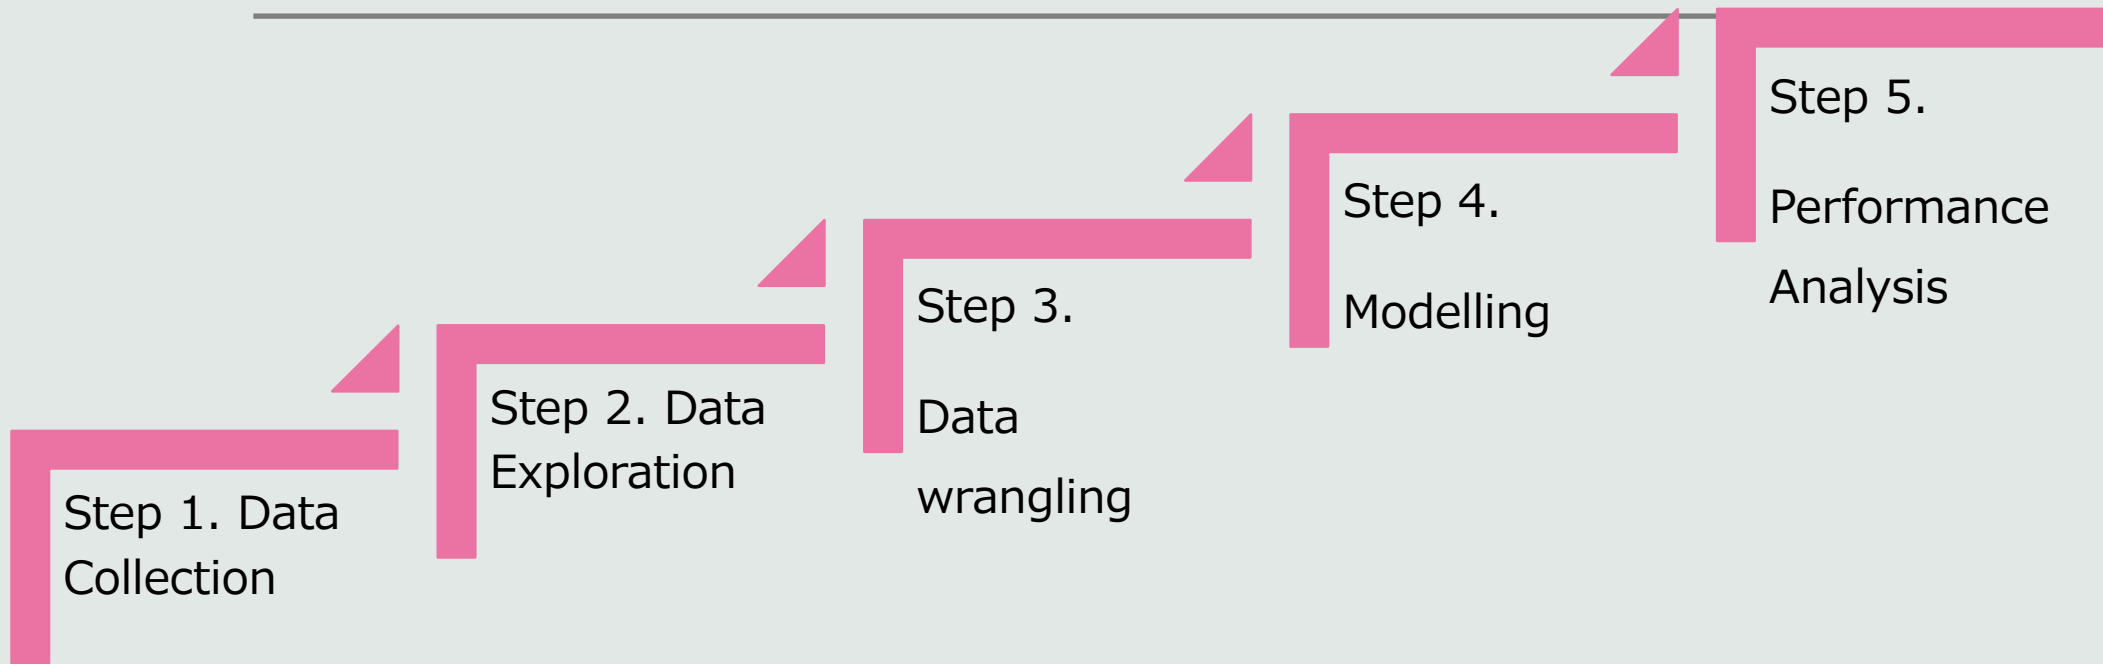 Step 1. Data
Collection
Step 2. Data
Exploration
Step 3.
Data
wrangling
Step 4.
Modelling
Step 5.
Performance
Analysis